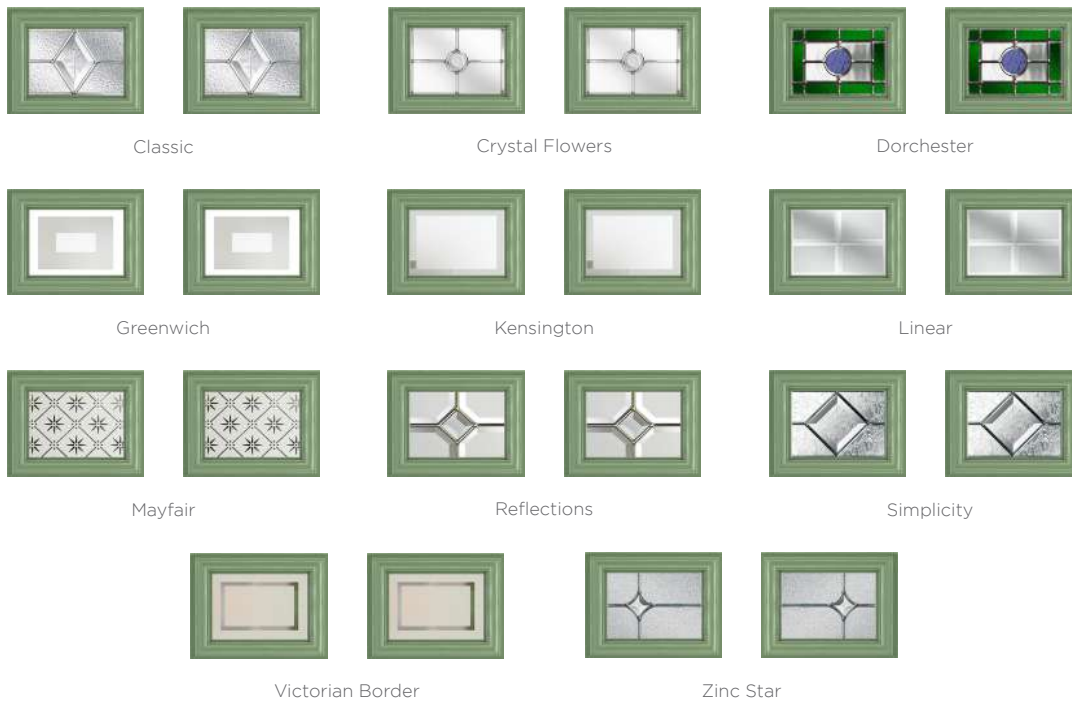 Classic
Crystal Flowers
Dorchester
Greenwich
Kensington
Linear
Mayfair
Reflections
Simplicity
Victorian Border
Zinc Star